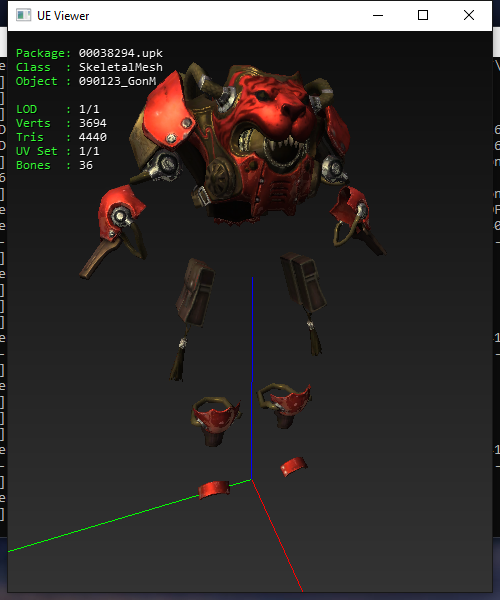 UE Viewer
Package: 00038294.upk
Class  : SkeletalMesh
Object : 090123_GonM
LOD    : 1/1
Verts  : 3694
Tris   : 4440
UV Set : 1/1
Bones  : 36